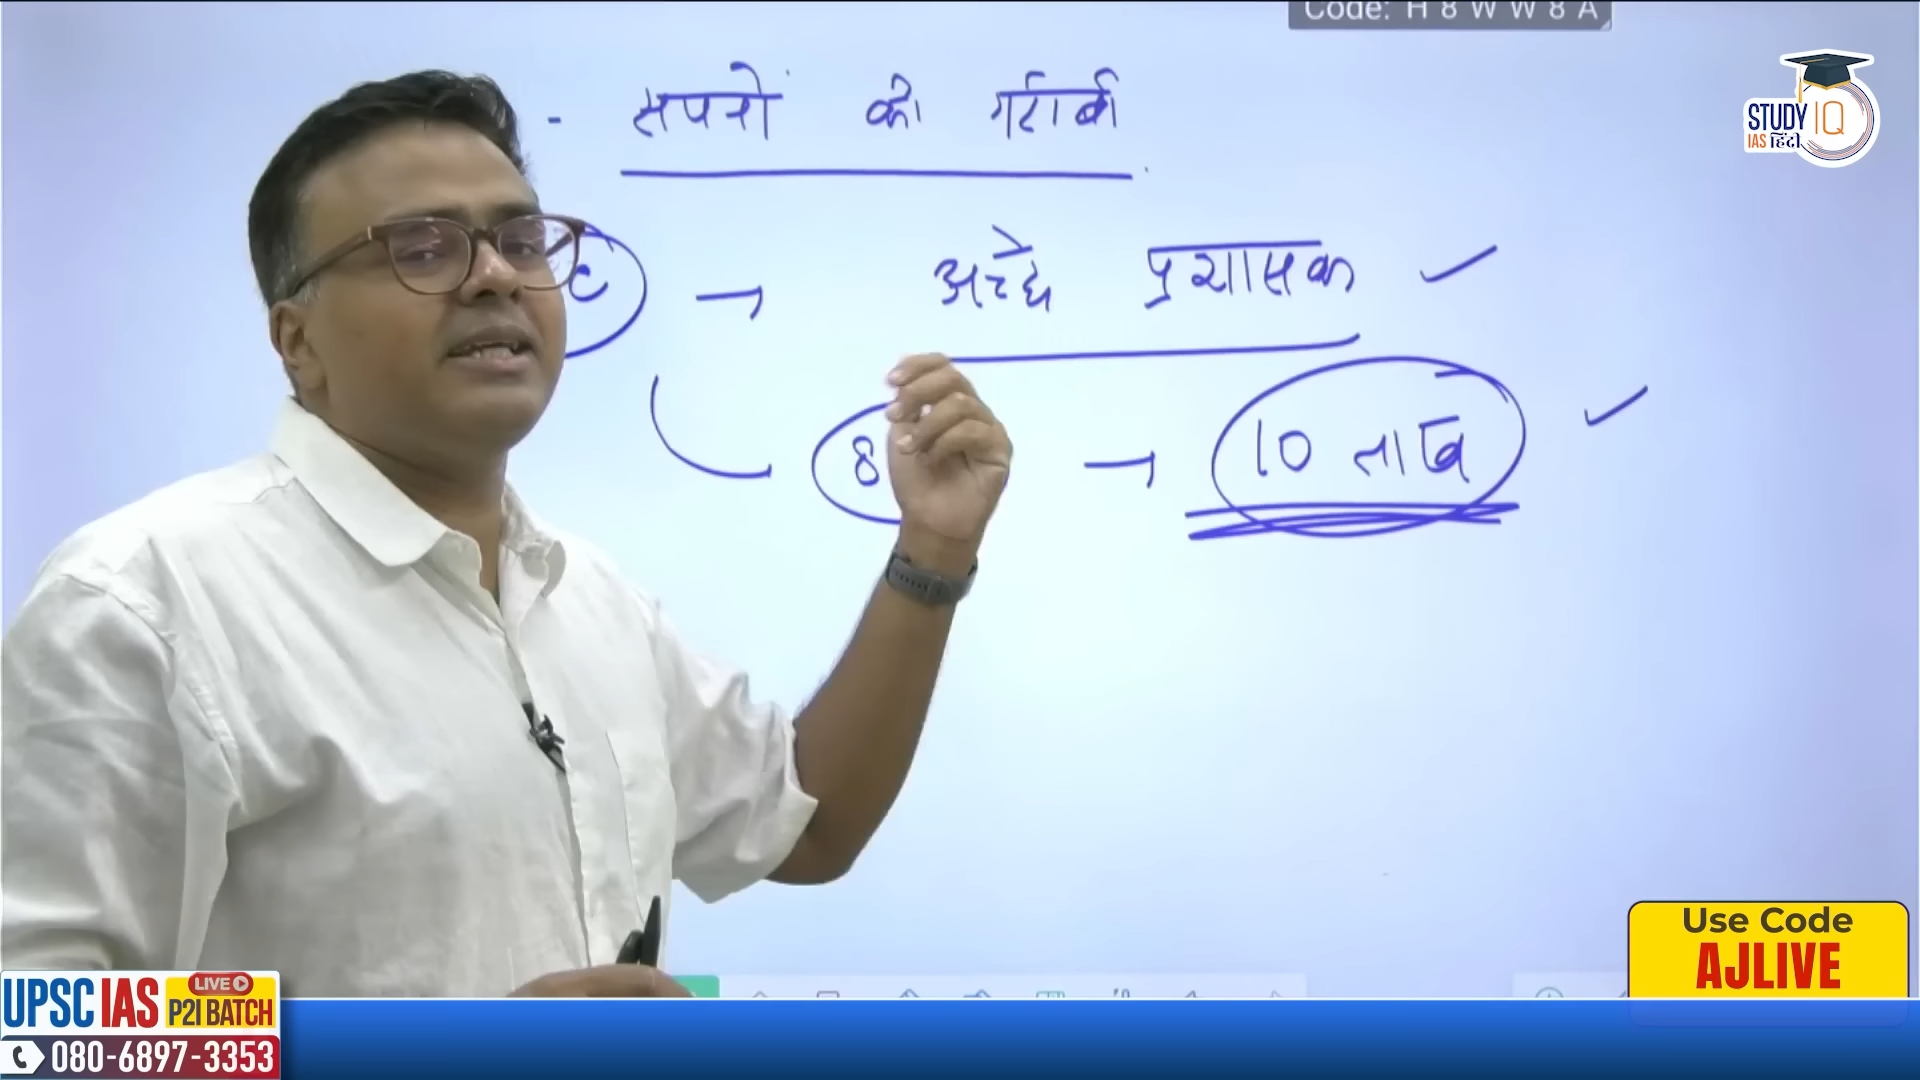 Code: H 8 W W 8 A
STUDY IQ
IAS हिंदी
- सपनों की गरीबी
→ अच्छे प्रशासक ✓
8 → 10 लाख ✓
Use Code
AJLIVE
UPSC IAS LIVE
P2I BATCH
080-6897-3353